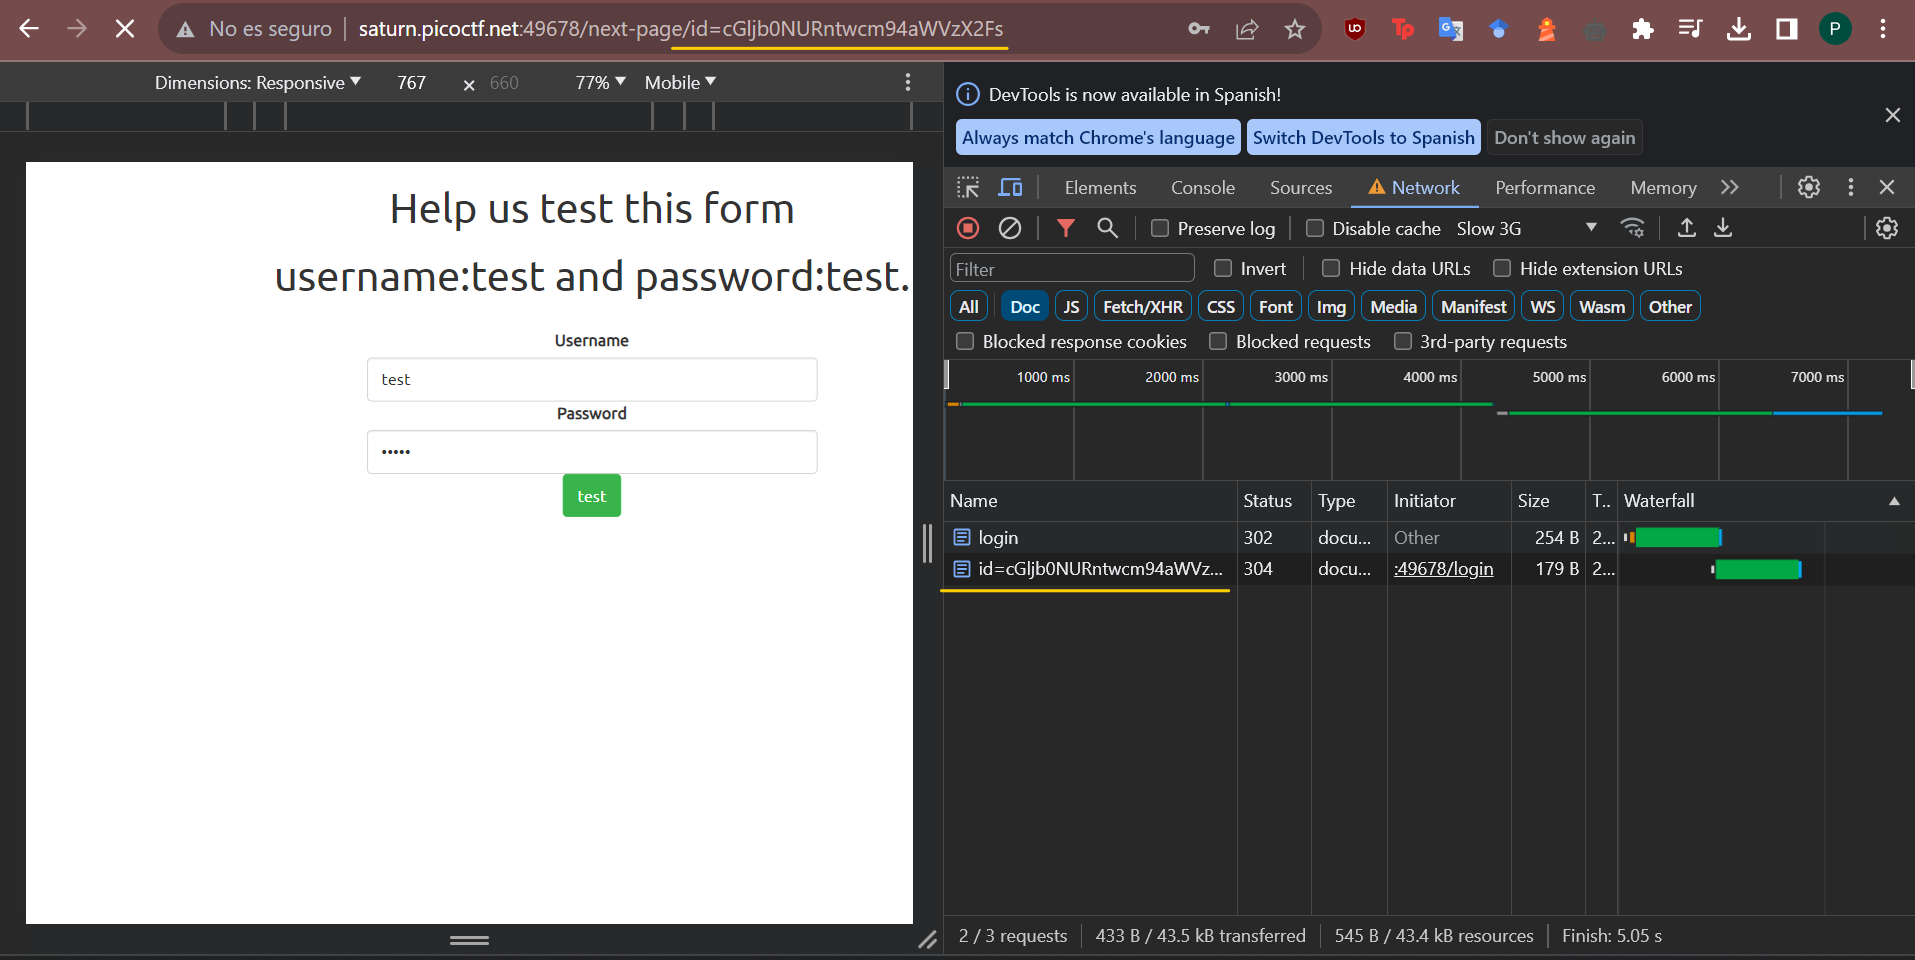 No es seguro | saturn.picoctf.net:49678/next-page/id=cGljb0NURntwcm94aWVzX2Fs
P
Dimensions: Responsive ▼ 767 × 660 77% ▼ Mobile ▼
DevTools is now available in Spanish!
Always match Chrome's language Switch DevTools to Spanish Don't show again
Elements Console Sources Network Performance Memory
Preserve log Disable cache Slow 3G
Filter Invert Hide data URLs Hide extension URLs
All Doc JS Fetch/XHR CSS Font Img Media Manifest WS Wasm Other
Blocked response cookies Blocked requests 3rd-party requests
1000 ms 2000 ms 3000 ms 4000 ms 5000 ms 6000 ms 7000 ms
Name Status Type Initiator Size T.. Waterfall
login 302 docu... Other 254 B 2...
id=cGljb0NURntwcm94aWVz... 304 docu... :49678/login 179 B 2...
2 / 3 requests 433 B / 43.5 kB transferred 545 B / 43.4 kB resources Finish: 5.05 s
Help us test this form
username:test and password:test.
Username
test
Password
•••••
test